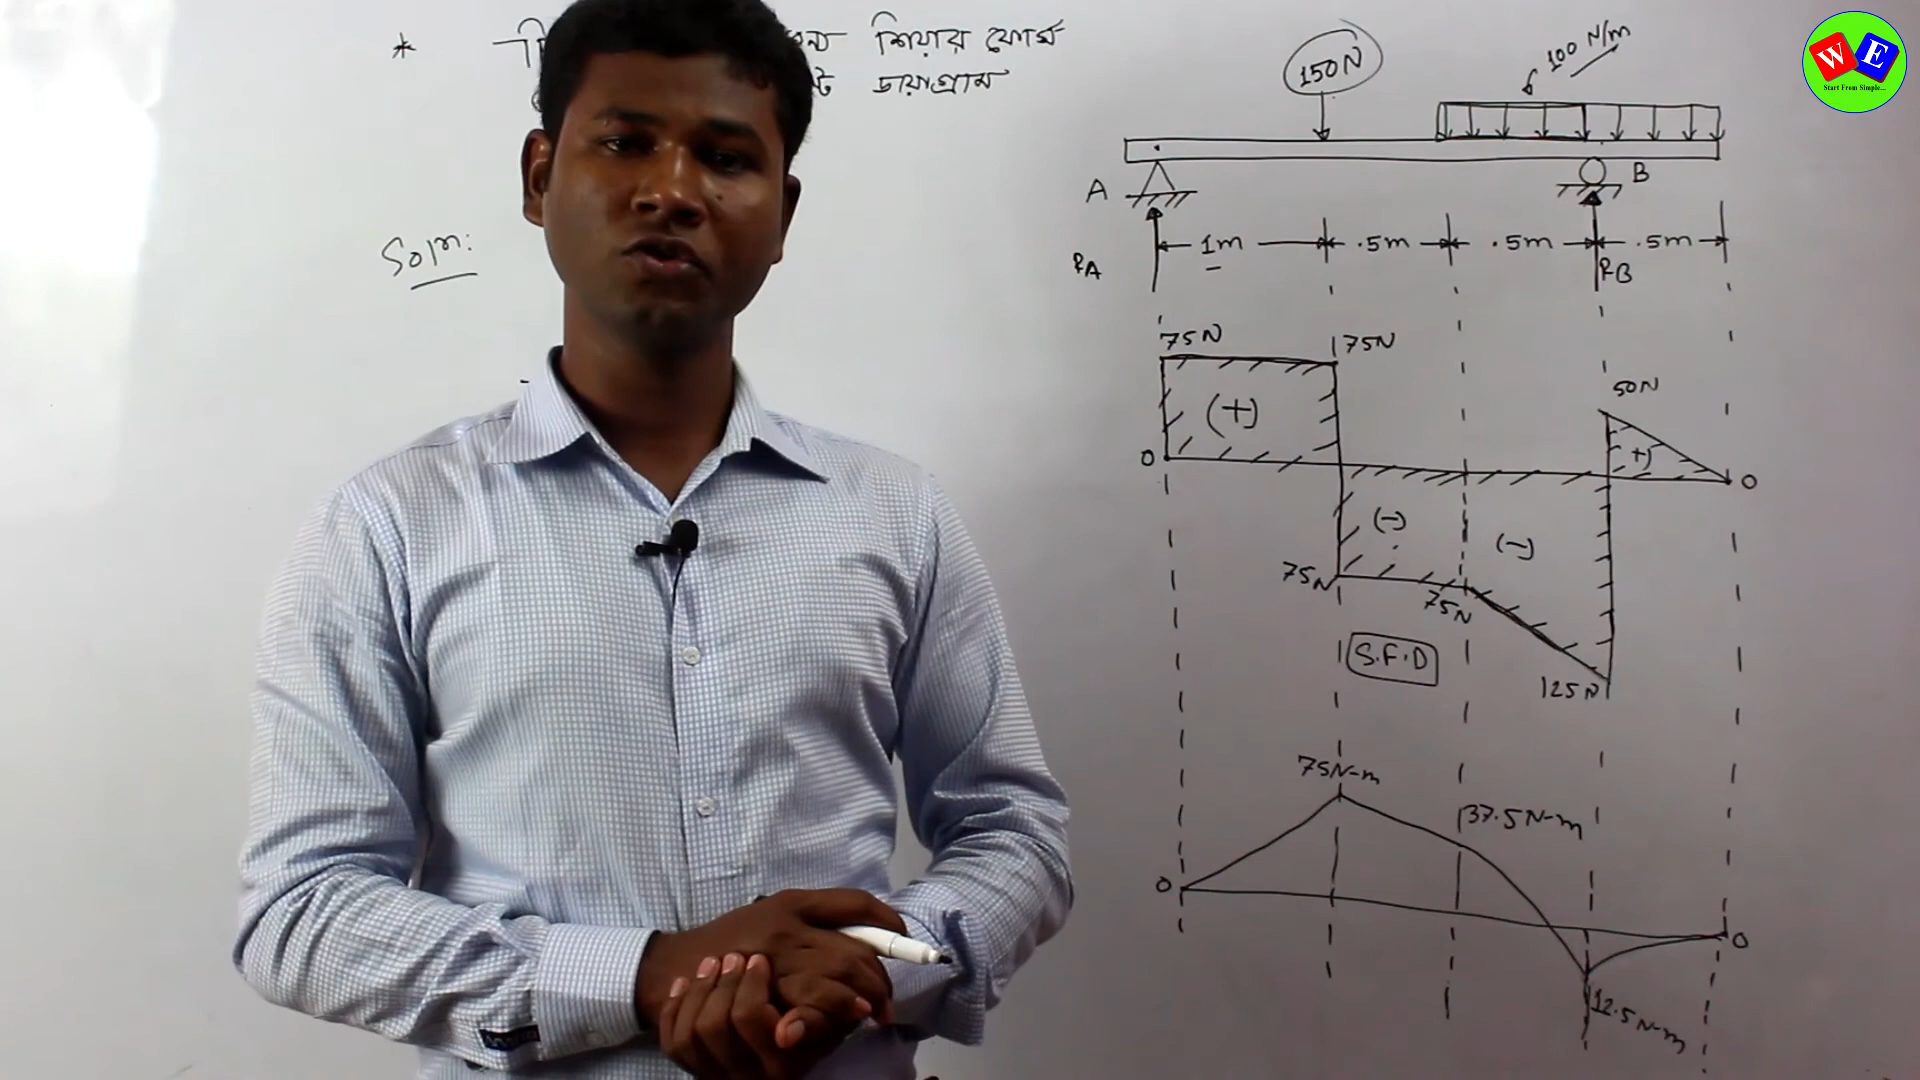 * শিয়ার ফোর্স
ডায়াগ্রাম
Soln:
150N
100 N/m
A
B
1m .5m .5m .5m
RA
RB
75N 75N
50N
(+)
(+)
0
0
(-)
(-)
75N
75N
S.F.D
125N
75N-m
37.5N-m
0
0
12.5N-m
W E
Start From Simple...